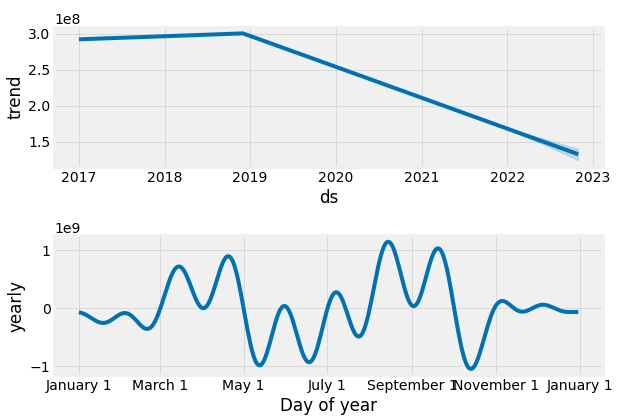 1e8
3.0
2.5
2.0
1.5
trend
2017 2018 2019 2020 2021 2022 2023
ds
1e9
1
0
−1
yearly
January 1 March 1 May 1 July 1 September 1 November 1 January 1
Day of year